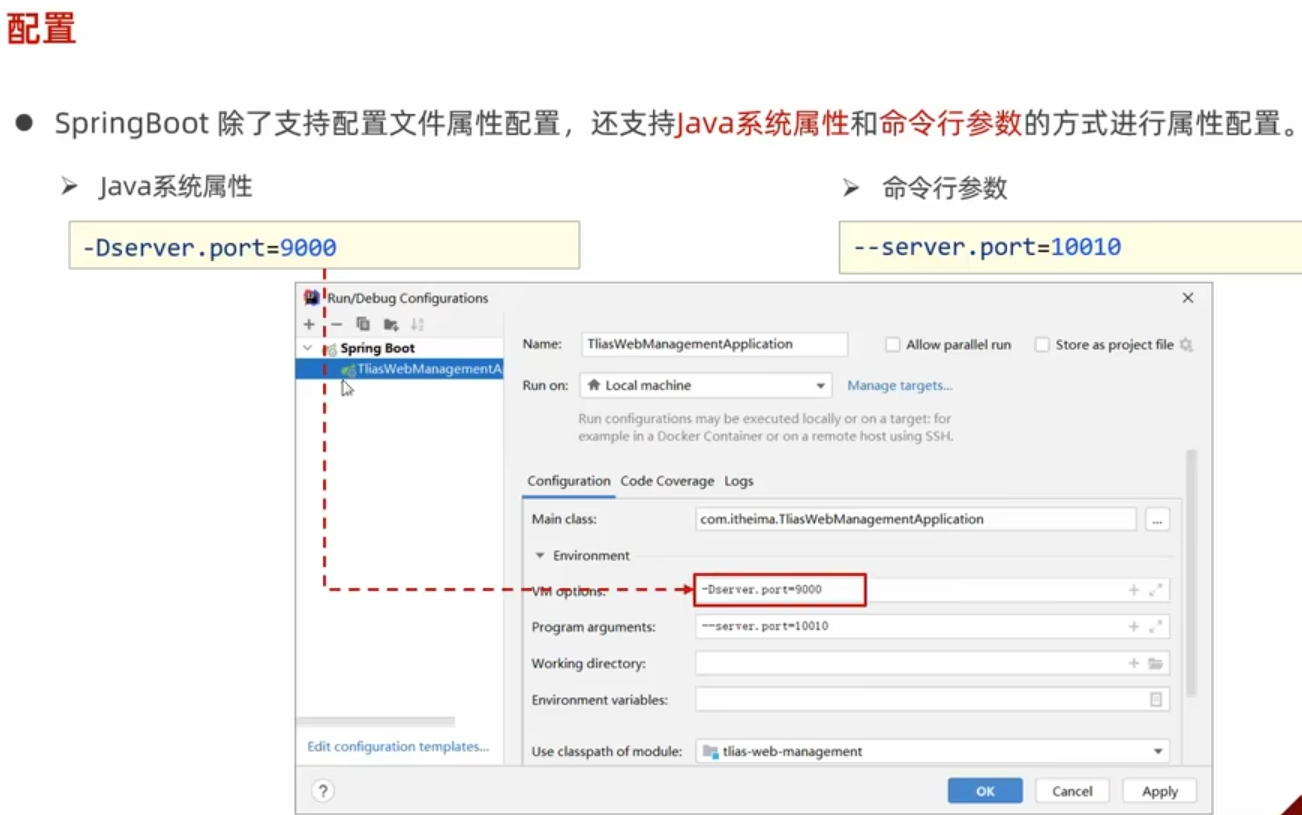 配置
SpringBoot 除了支持配置文件属性配置，还支持Java系统属性和命令行参数的方式进行属性配置。
Java系统属性
命令行参数
-Dserver.port=9000
--server.port=10010
Run/Debug Configurations
Spring Boot
TliasWebManagementA
Name:
TliasWebManagementApplication
Allow parallel run
Store as project file
Run on:
Local machine
Manage targets...
Run configurations may be executed locally or on a target: for
example in a Docker Container or on a remote host using SSH.
Configuration
Code Coverage
Logs
Main class:
com.itheima.TliasWebManagementApplication
...
Environment
VM options:
-Dserver.port=9000
Program arguments:
--server.port=10010
Working directory:
Environment variables:
Edit configuration templates...
Use classpath of module:
tlias-web-management
?
OK
Cancel
Apply